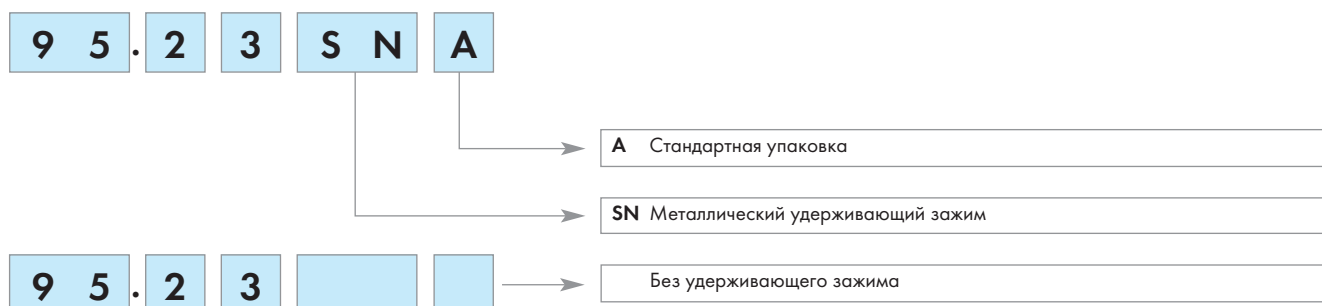 9 5 . 2 3 S N A
A Стандартная упаковка
SN Металлический удерживающий зажим
9 5 . 2 3 Без удерживающего зажима